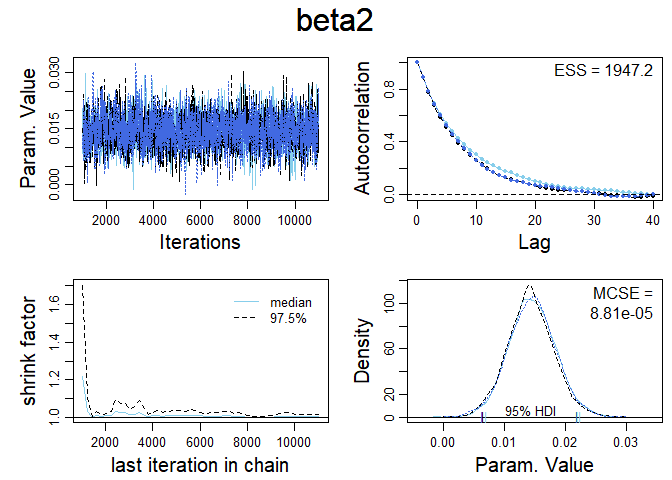 beta2
Param. Value
0.000
0.015
0.030
2000
4000
6000
8000
10000
Iterations
Autocorrelation
0.0
0.4
0.8
ESS = 1947.2
0
10
20
30
40
Lag
shrink factor
1.0
1.2
1.4
1.6
median
97.5%
2000
4000
6000
8000
10000
last iteration in chain
Density
0
20
60
100
MCSE =
8.81e-05
95% HDI
0.00
0.01
0.02
0.03
Param. Value